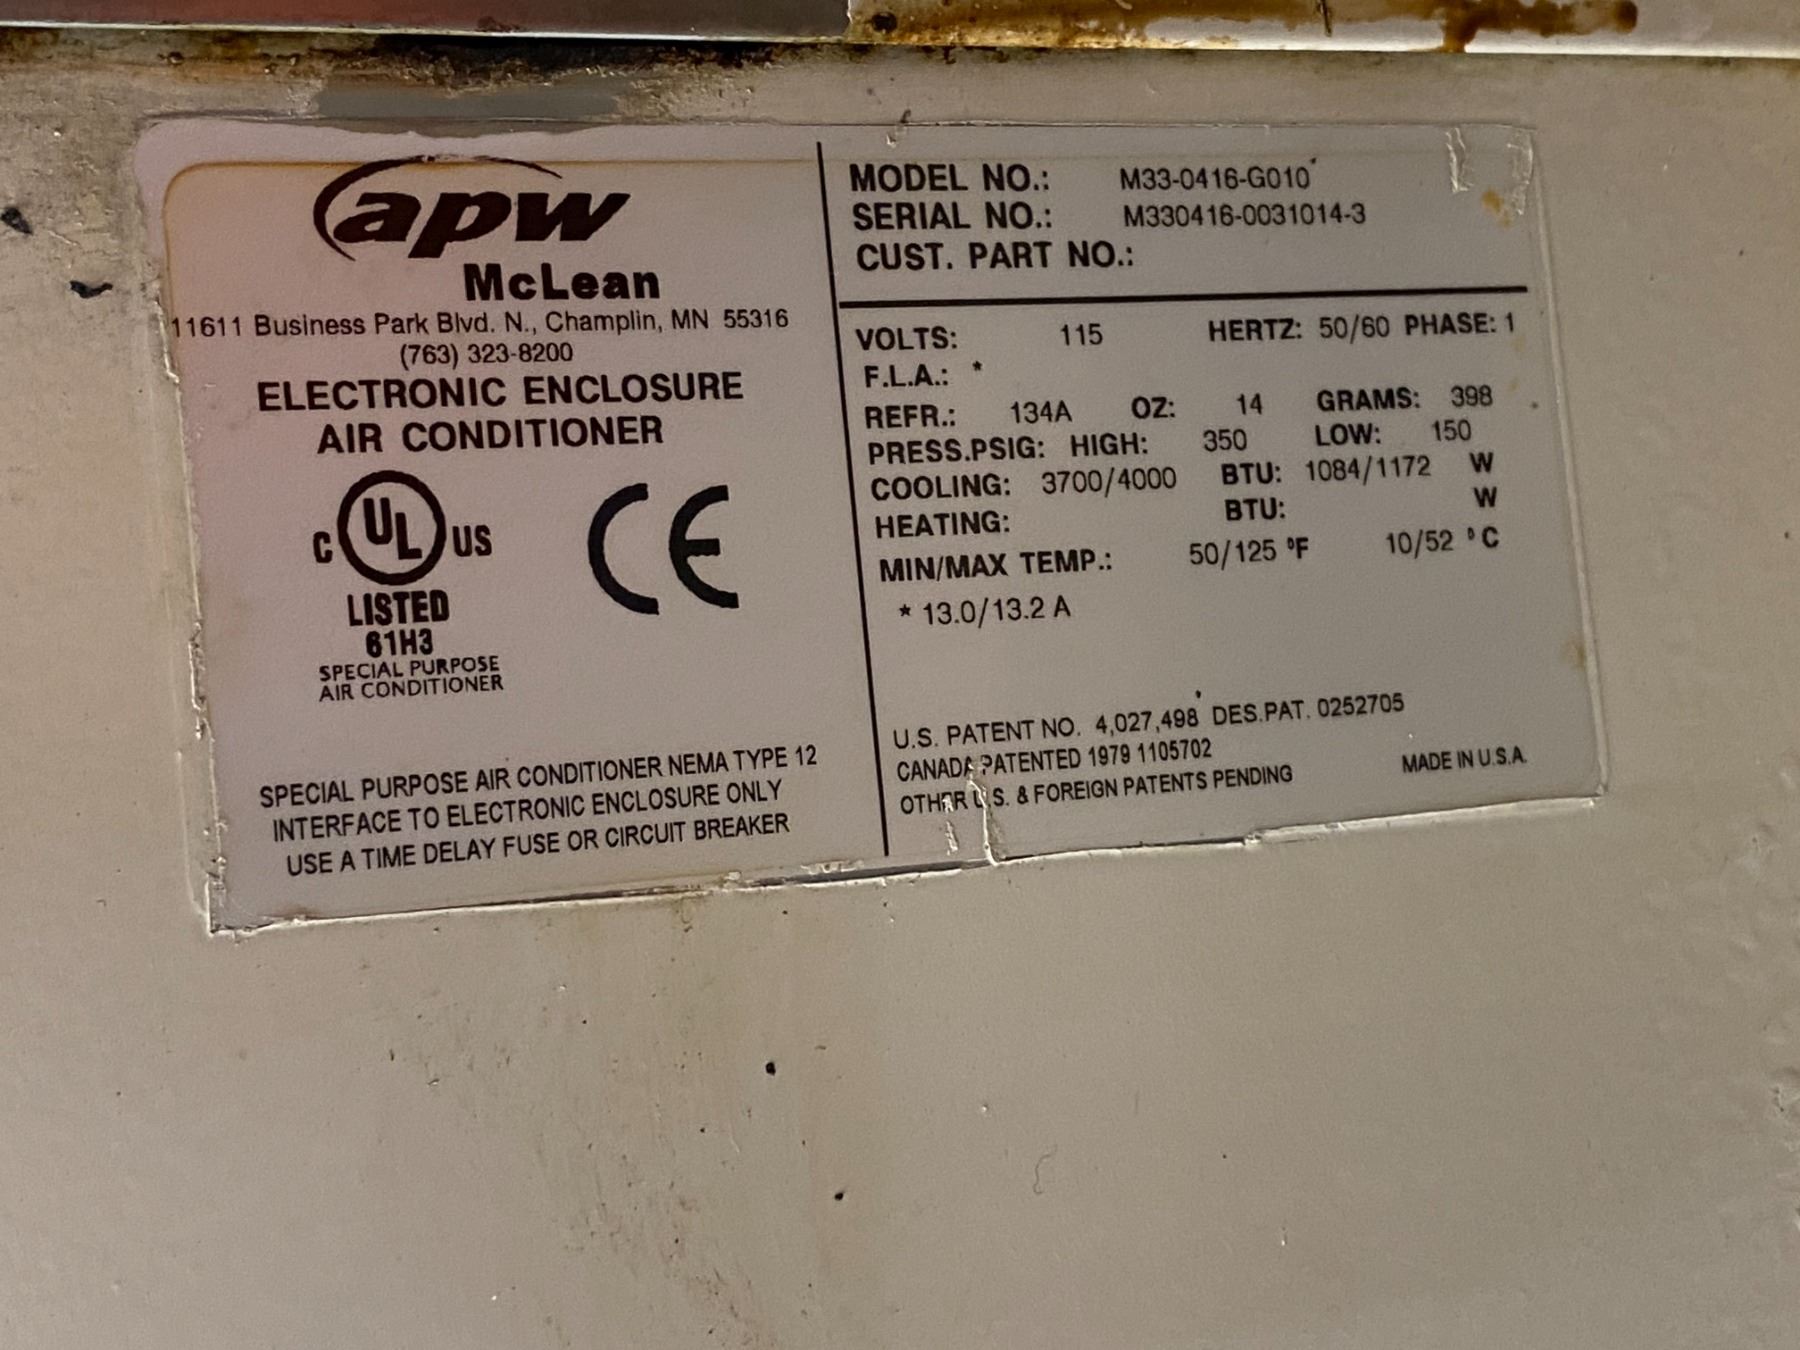 apw
McLean
11611 Business Park Blvd. N., Champlin, MN 55316
(763) 323-8200
ELECTRONIC ENCLOSURE
AIR CONDITIONER
C UL US
LISTED
61H3
SPECIAL PURPOSE
AIR CONDITIONER
CE
SPECIAL PURPOSE AIR CONDITIONER NEMA TYPE 12
INTERFACE TO ELECTRONIC ENCLOSURE ONLY
USE A TIME DELAY FUSE OR CIRCUIT BREAKER
MODEL NO.: M33-0416-G010
SERIAL NO.: M330416-0031014-3
CUST. PART NO.:
VOLTS: 115 HERTZ: 50/60 PHASE: 1
F.L.A.: *
REFR.: 134A OZ: 14 GRAMS: 398
PRESS.PSIG: HIGH: 350 LOW: 150
COOLING: 3700/4000 BTU: 1084/1172 W
HEATING: BTU: W
MIN/MAX TEMP.: 50/125 °F 10/52 °C
* 13.0/13.2 A
U.S. PATENT NO. 4,027,498 DES.PAT. 0252705
CANADA PATENTED 1979 1105702
OTHER U.S. & FOREIGN PATENTS PENDING
MADE IN U.S.A.